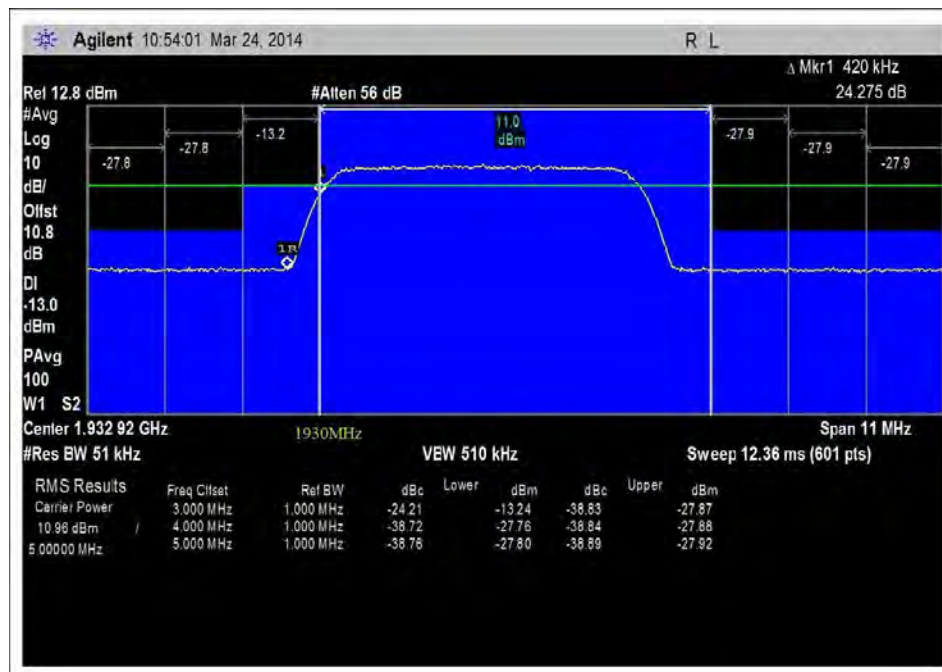 Agilent 10:54:01 Mar 24, 2014 R L
Δ Mkr1 420 kHz
Ref 12.8 dBm #Atten 56 dB 24.275 dB
#Avg
Log
10
dB/
Offst
10.8
dB
DI
-13.0
dBm
PAvg
100
W1 S2
-27.8 -27.8 -13.2 11.0 dBm -27.9 -27.9 -27.9
1R
Center 1.932 92 GHz 1930MHz Span 11 MHz
#Res BW 51 kHz VBW 510 kHz Sweep 12.36 ms (601 pts)
RMS Results Freq Offset Ref BW dBc Lower dBm dBc Upper dBm
Carrier Power 3.000 MHz 1.000 MHz -24.21 -13.24 -38.83 -27.87
10.96 dBm / 4.000 MHz 1.000 MHz -38.72 -27.76 -38.84 -27.88
5.00000 MHz 5.000 MHz 1.000 MHz -38.76 -27.80 -38.89 -27.92